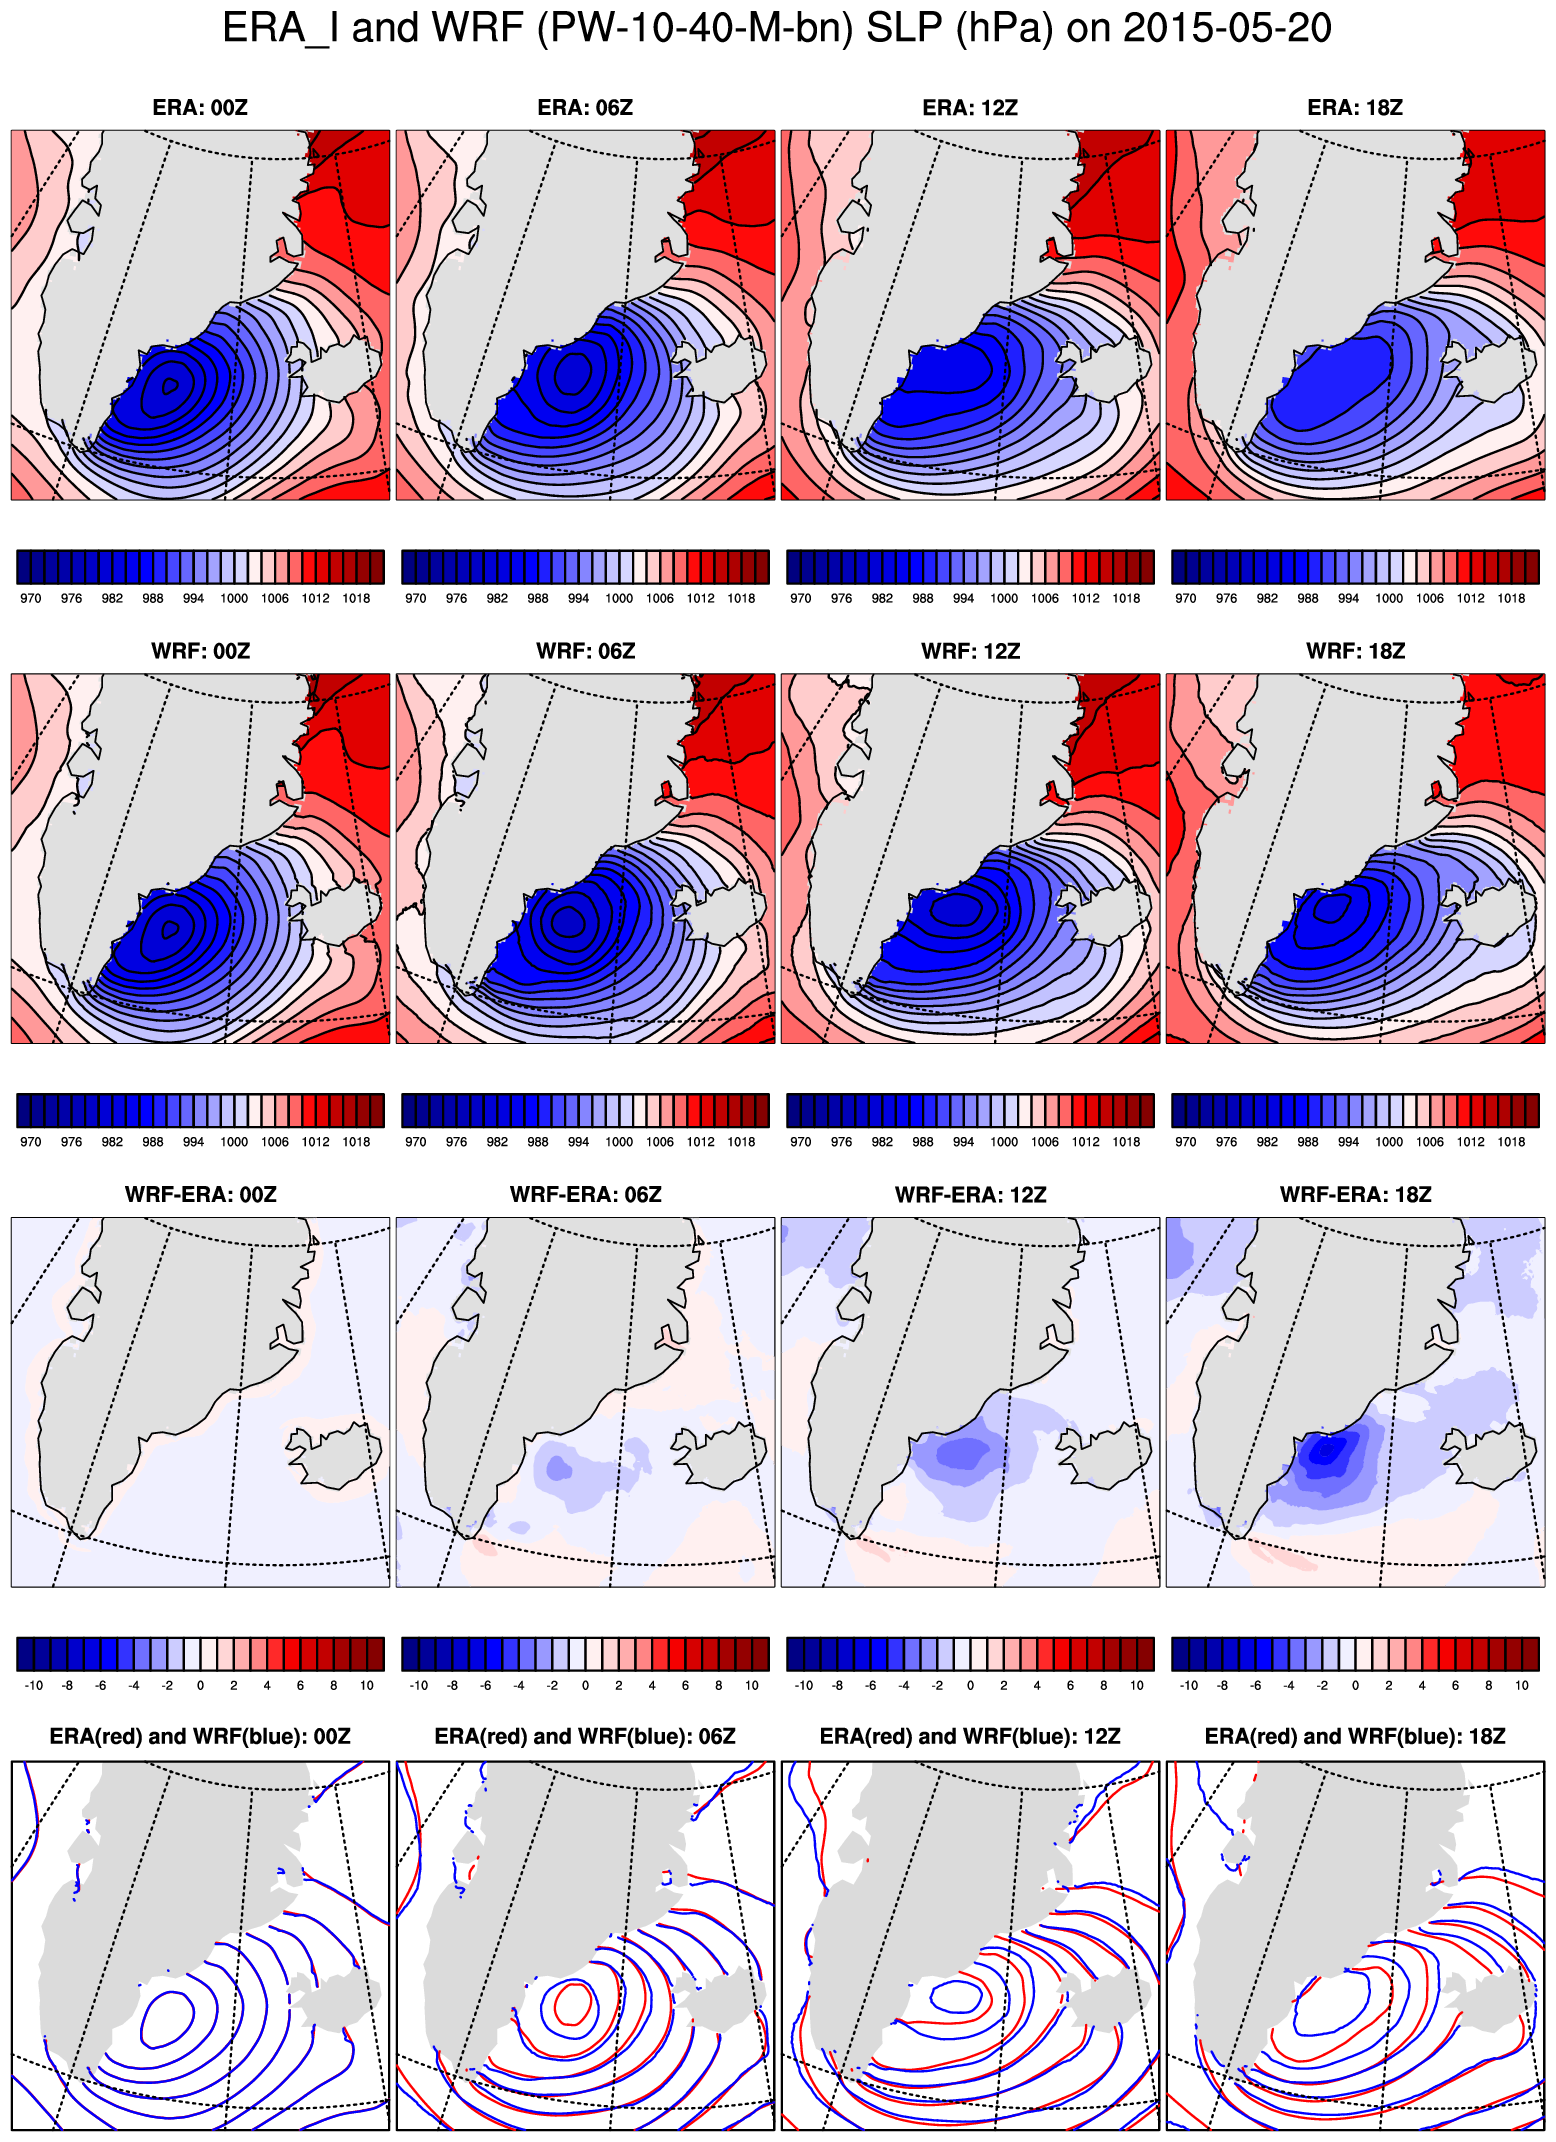 ERA_I and WRF (PW-10-40-M-bn) SLP (hPa) on 2015-05-20
ERA: 00Z ERA: 06Z ERA: 12Z ERA: 18Z
970 976 982 988 994 1000 1006 1012 1018 970 976 982 988 994 1000 1006 1012 1018 970 976 982 988 994 1000 1006 1012 1018 970 976 982 988 994 1000 1006 1012 1018
WRF: 00Z WRF: 06Z WRF: 12Z WRF: 18Z
970 976 982 988 994 1000 1006 1012 1018 970 976 982 988 994 1000 1006 1012 1018 970 976 982 988 994 1000 1006 1012 1018 970 976 982 988 994 1000 1006 1012 1018
WRF-ERA: 00Z WRF-ERA: 06Z WRF-ERA: 12Z WRF-ERA: 18Z
-10 -8 -6 -4 -2 0 2 4 6 8 10 -10 -8 -6 -4 -2 0 2 4 6 8 10 -10 -8 -6 -4 -2 0 2 4 6 8 10 -10 -8 -6 -4 -2 0 2 4 6 8 10
ERA(red) and WRF(blue): 00Z ERA(red) and WRF(blue): 06Z ERA(red) and WRF(blue): 12Z ERA(red) and WRF(blue): 18Z